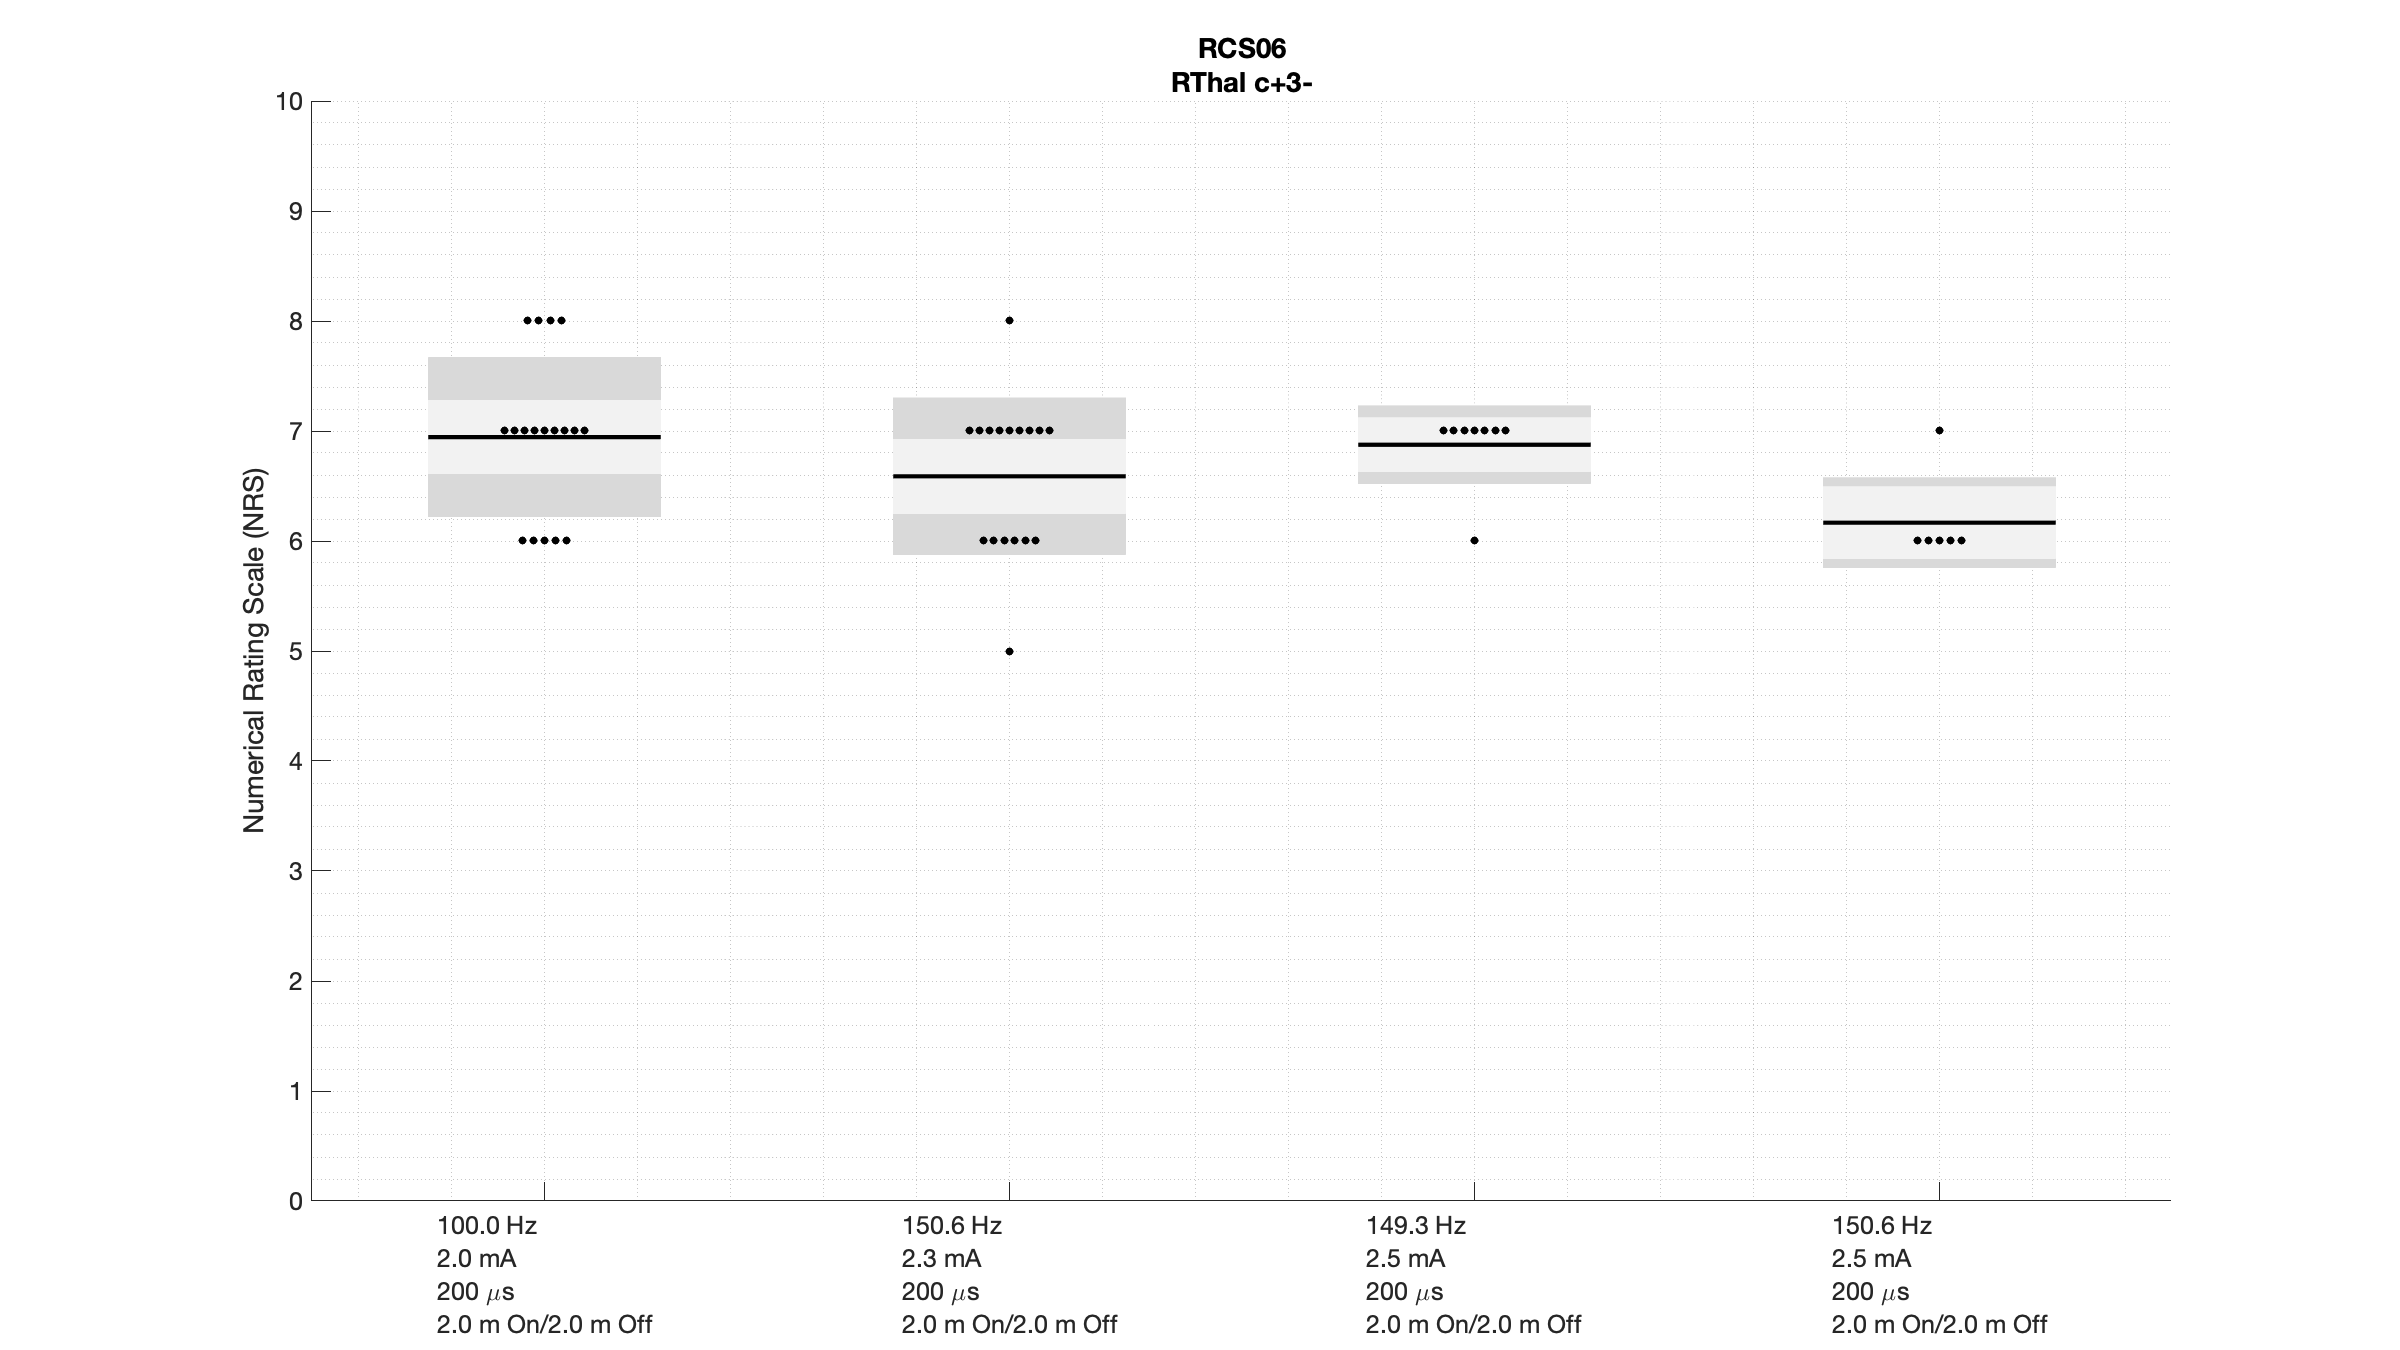 RCS06
RThal c+3-
Numerical Rating Scale (NRS)
10
9
8
7
6
5
4
3
2
1
0
100.0 Hz
2.0 mA
200 μs
2.0 m On/2.0 m Off
150.6 Hz
2.3 mA
200 μs
2.0 m On/2.0 m Off
149.3 Hz
2.5 mA
200 μs
2.0 m On/2.0 m Off
150.6 Hz
2.5 mA
200 μs
2.0 m On/2.0 m Off